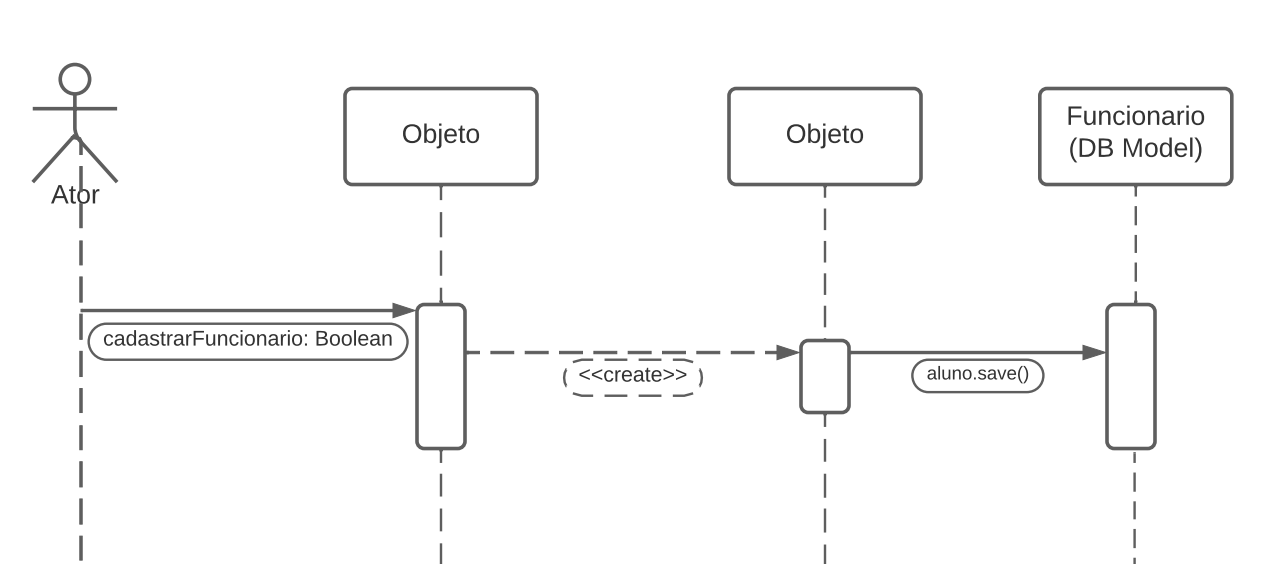 Ator
Objeto
Objeto
Funcionario
(DB Model)
cadastrarFuncionario: Boolean
<<create>>
aluno.save()